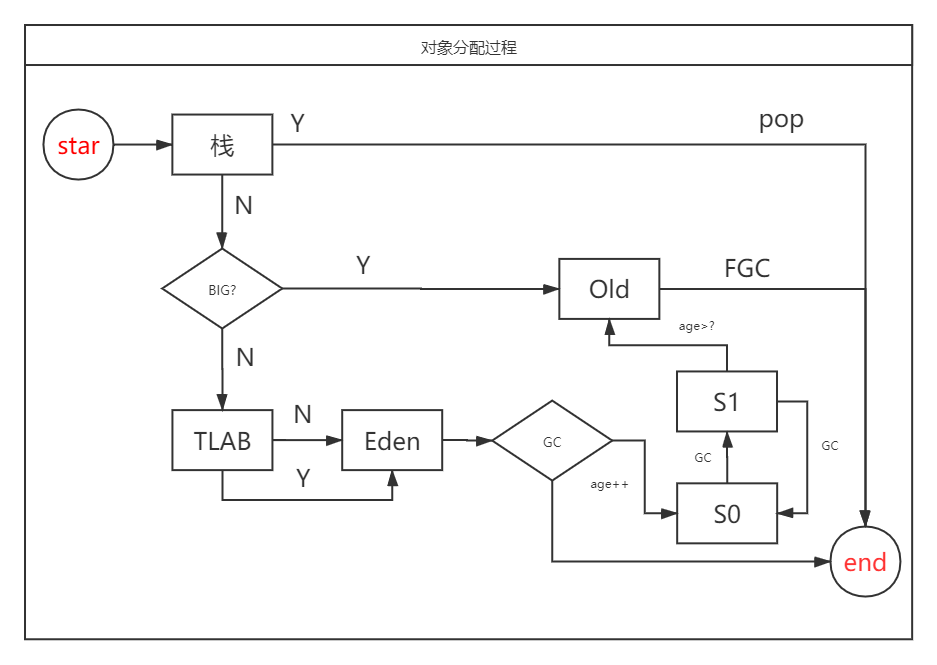 对象分配过程
star
栈
Y
pop
N
BIG?
Y
Old
FGC
age>?
N
S1
TLAB
N
Eden
GC
GC
GC
Y
age++
S0
end